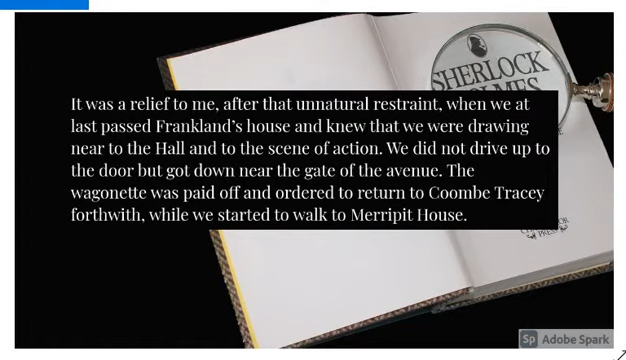 SHERLOCK
HOLMES
It was a relief to me, after that unnatural restraint, when we at
last passed Frankland's house and knew that we were drawing
near to the Hall and to the scene of action. We did not drive up to
the door but got down near the gate of the avenue. The
wagonette was paid off and ordered to return to Coombe Tracey
forthwith, while we started to walk to Merripit House.
PRESS
Sp Adobe Spark